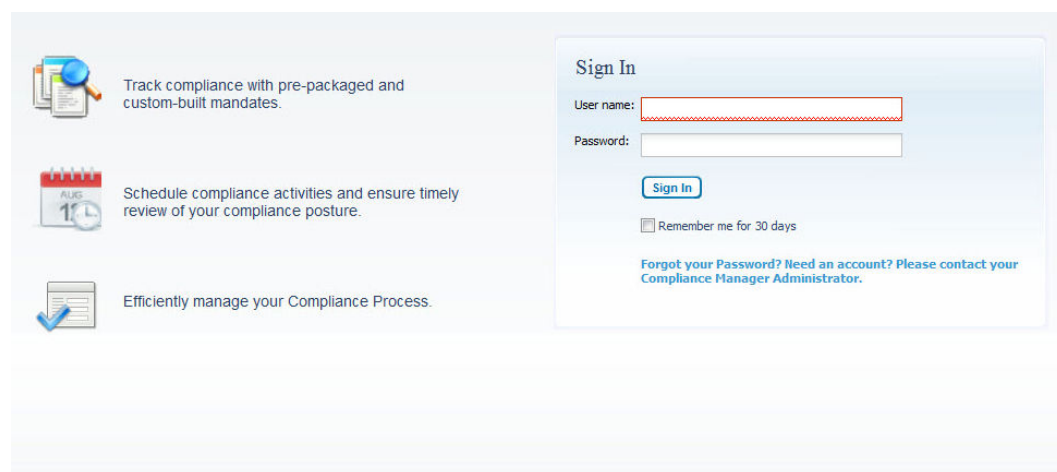 Track compliance with pre-packaged and
custom-built mandates.
AUG
Schedule compliance activities and ensure timely
review of your compliance posture.
Efficiently manage your Compliance Process.
Sign In
User name:
Password:
Sign In
Remember me for 30 days
Forgot your Password? Need an account? Please contact your
Compliance Manager Administrator.